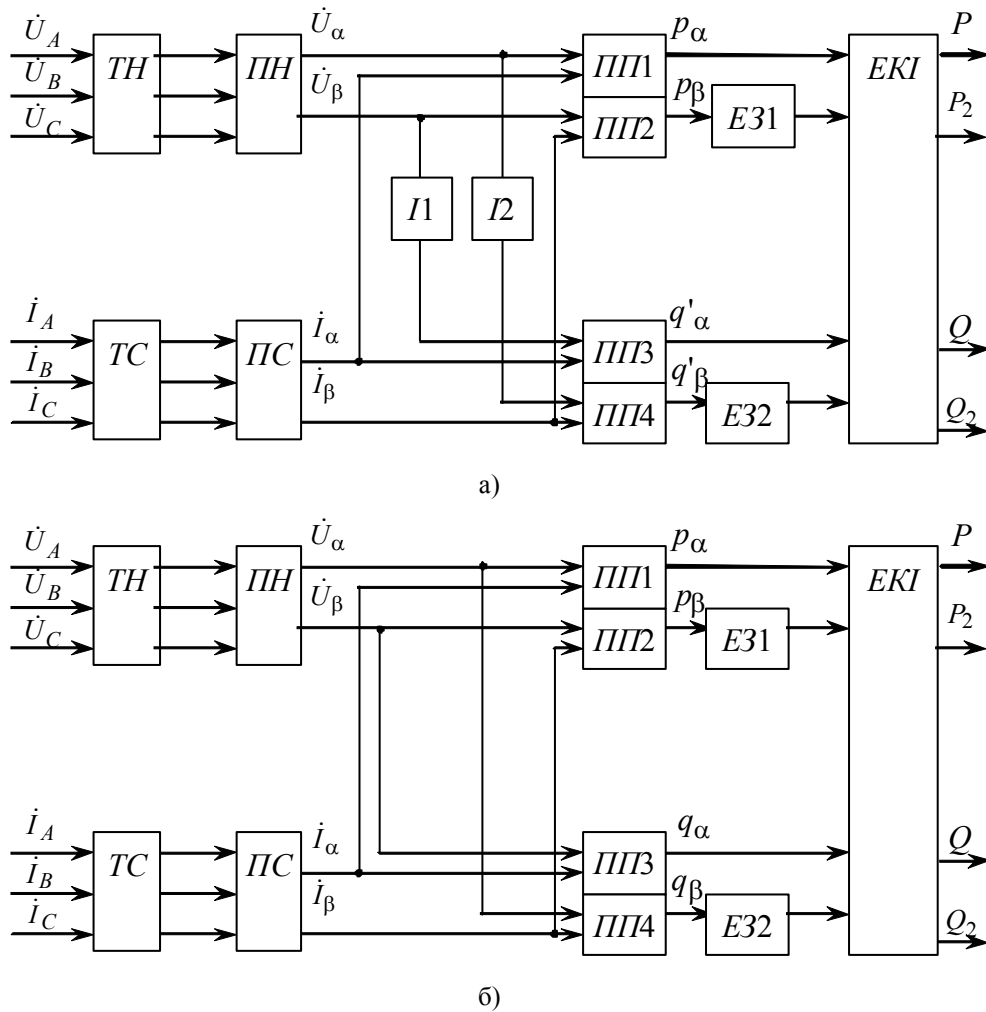 U̇A
U̇B
U̇C
ТН
ПН
U̇α
U̇β
ПП1
ПП2
pα
pβ
ЕЗ1
ЕКІ
P
P2
І1
І2
İA
İB
İC
ТС
ПС
İα
İβ
ПП3
ПП4
q'α
q'β
ЕЗ2
Q
Q2
а)
U̇A
U̇B
U̇C
ТН
ПН
U̇α
U̇β
ПП1
ПП2
pα
pβ
ЕЗ1
ЕКІ
P
P2
İA
İB
İC
ТС
ПС
İα
İβ
ПП3
ПП4
qα
qβ
ЕЗ2
Q
Q2
б)